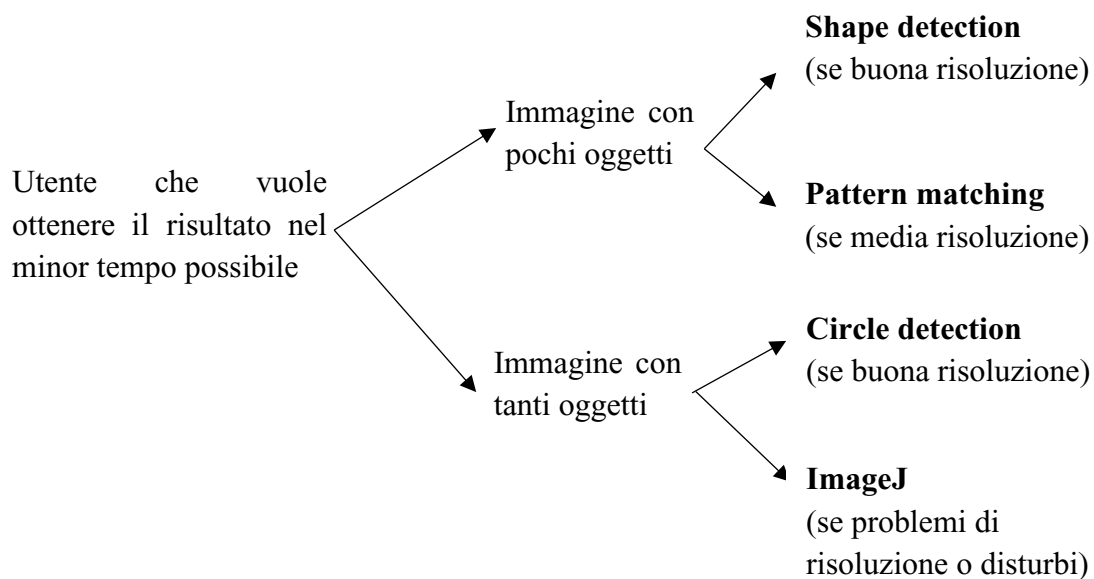 Utente che vuole
ottenere il risultato nel
minor tempo possibile
Immagine con
pochi oggetti
Shape detection
(se buona risoluzione)
Pattern matching
(se media risoluzione)
Immagine con
tanti oggetti
Circle detection
(se buona risoluzione)
ImageJ
(se problemi di
risoluzione o disturbi)